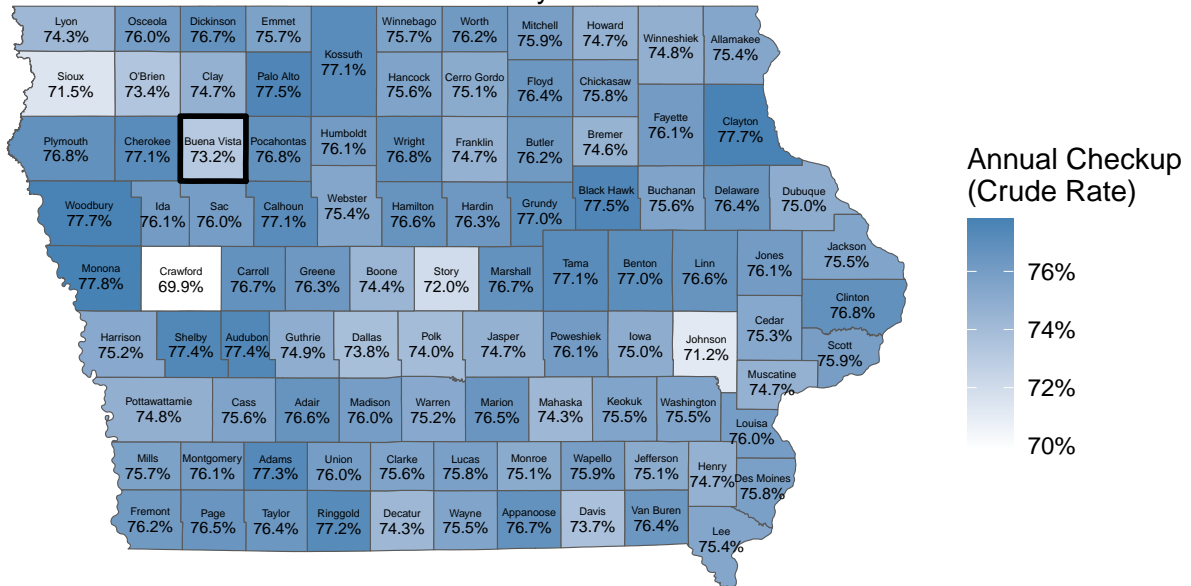 Lyon
74.3%
Osceola
76.0%
Dickinson
76.7%
Emmet
75.7%
Kossuth
77.1%
Winnebago
75.7%
Worth
76.2%
Mitchell
75.9%
Howard
74.7%
Winneshiek
74.8%
Allamakee
75.4%
Sioux
71.5%
O'Brien
73.4%
Clay
74.7%
Palo Alto
77.5%
Hancock
75.6%
Cerro Gordo
75.1%
Floyd
76.4%
Chickasaw
75.8%
Fayette
76.1%
Clayton
77.7%
Plymouth
76.8%
Cherokee
77.1%
Buena Vista
73.2%
Pocahontas
76.8%
Humboldt
76.1%
Wright
76.8%
Franklin
74.7%
Butler
76.2%
Bremer
74.6%
Woodbury
77.7%
Ida
76.1%
Sac
76.0%
Calhoun
77.1%
Webster
75.4%
Hamilton
76.6%
Hardin
76.3%
Grundy
77.0%
Black Hawk
77.5%
Buchanan
75.6%
Delaware
76.4%
Dubuque
75.0%
Monona
77.8%
Crawford
69.9%
Carroll
76.7%
Greene
76.3%
Boone
74.4%
Story
72.0%
Marshall
76.7%
Tama
77.1%
Benton
77.0%
Linn
76.6%
Jones
76.1%
Jackson
75.5%
Clinton
76.8%
Harrison
75.2%
Shelby
77.4%
Audubon
77.4%
Guthrie
74.9%
Dallas
73.8%
Polk
74.0%
Jasper
74.7%
Poweshiek
76.1%
Iowa
75.0%
Johnson
71.2%
Cedar
75.3%
Scott
75.9%
Muscatine
74.7%
Pottawattamie
74.8%
Cass
75.6%
Adair
76.6%
Madison
76.0%
Warren
75.2%
Marion
76.5%
Mahaska
74.3%
Keokuk
75.5%
Washington
75.5%
Louisa
76.0%
Mills
75.7%
Montgomery
76.1%
Adams
77.3%
Union
76.0%
Clarke
75.6%
Lucas
75.8%
Monroe
75.1%
Wapello
75.9%
Jefferson
75.1%
Henry
74.7%
Des Moines
75.8%
Fremont
76.2%
Page
76.5%
Taylor
76.4%
Ringgold
77.2%
Decatur
74.3%
Wayne
75.5%
Appanoose
76.7%
Davis
73.7%
Van Buren
76.4%
Lee
75.4%
Annual Checkup
(Crude Rate)
76%
74%
72%
70%